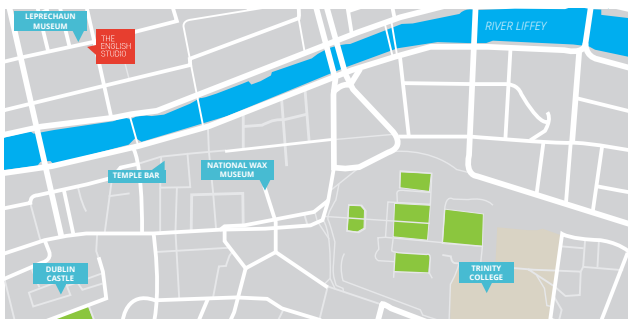 LEPRECHAUN
MUSEUM
THE
ENGLISH
STUDIO
RIVER LIFFEY
TEMPLE BAR
NATIONAL WAX
MUSEUM
DUBLIN
CASTLE
TRINITY
COLLEGE